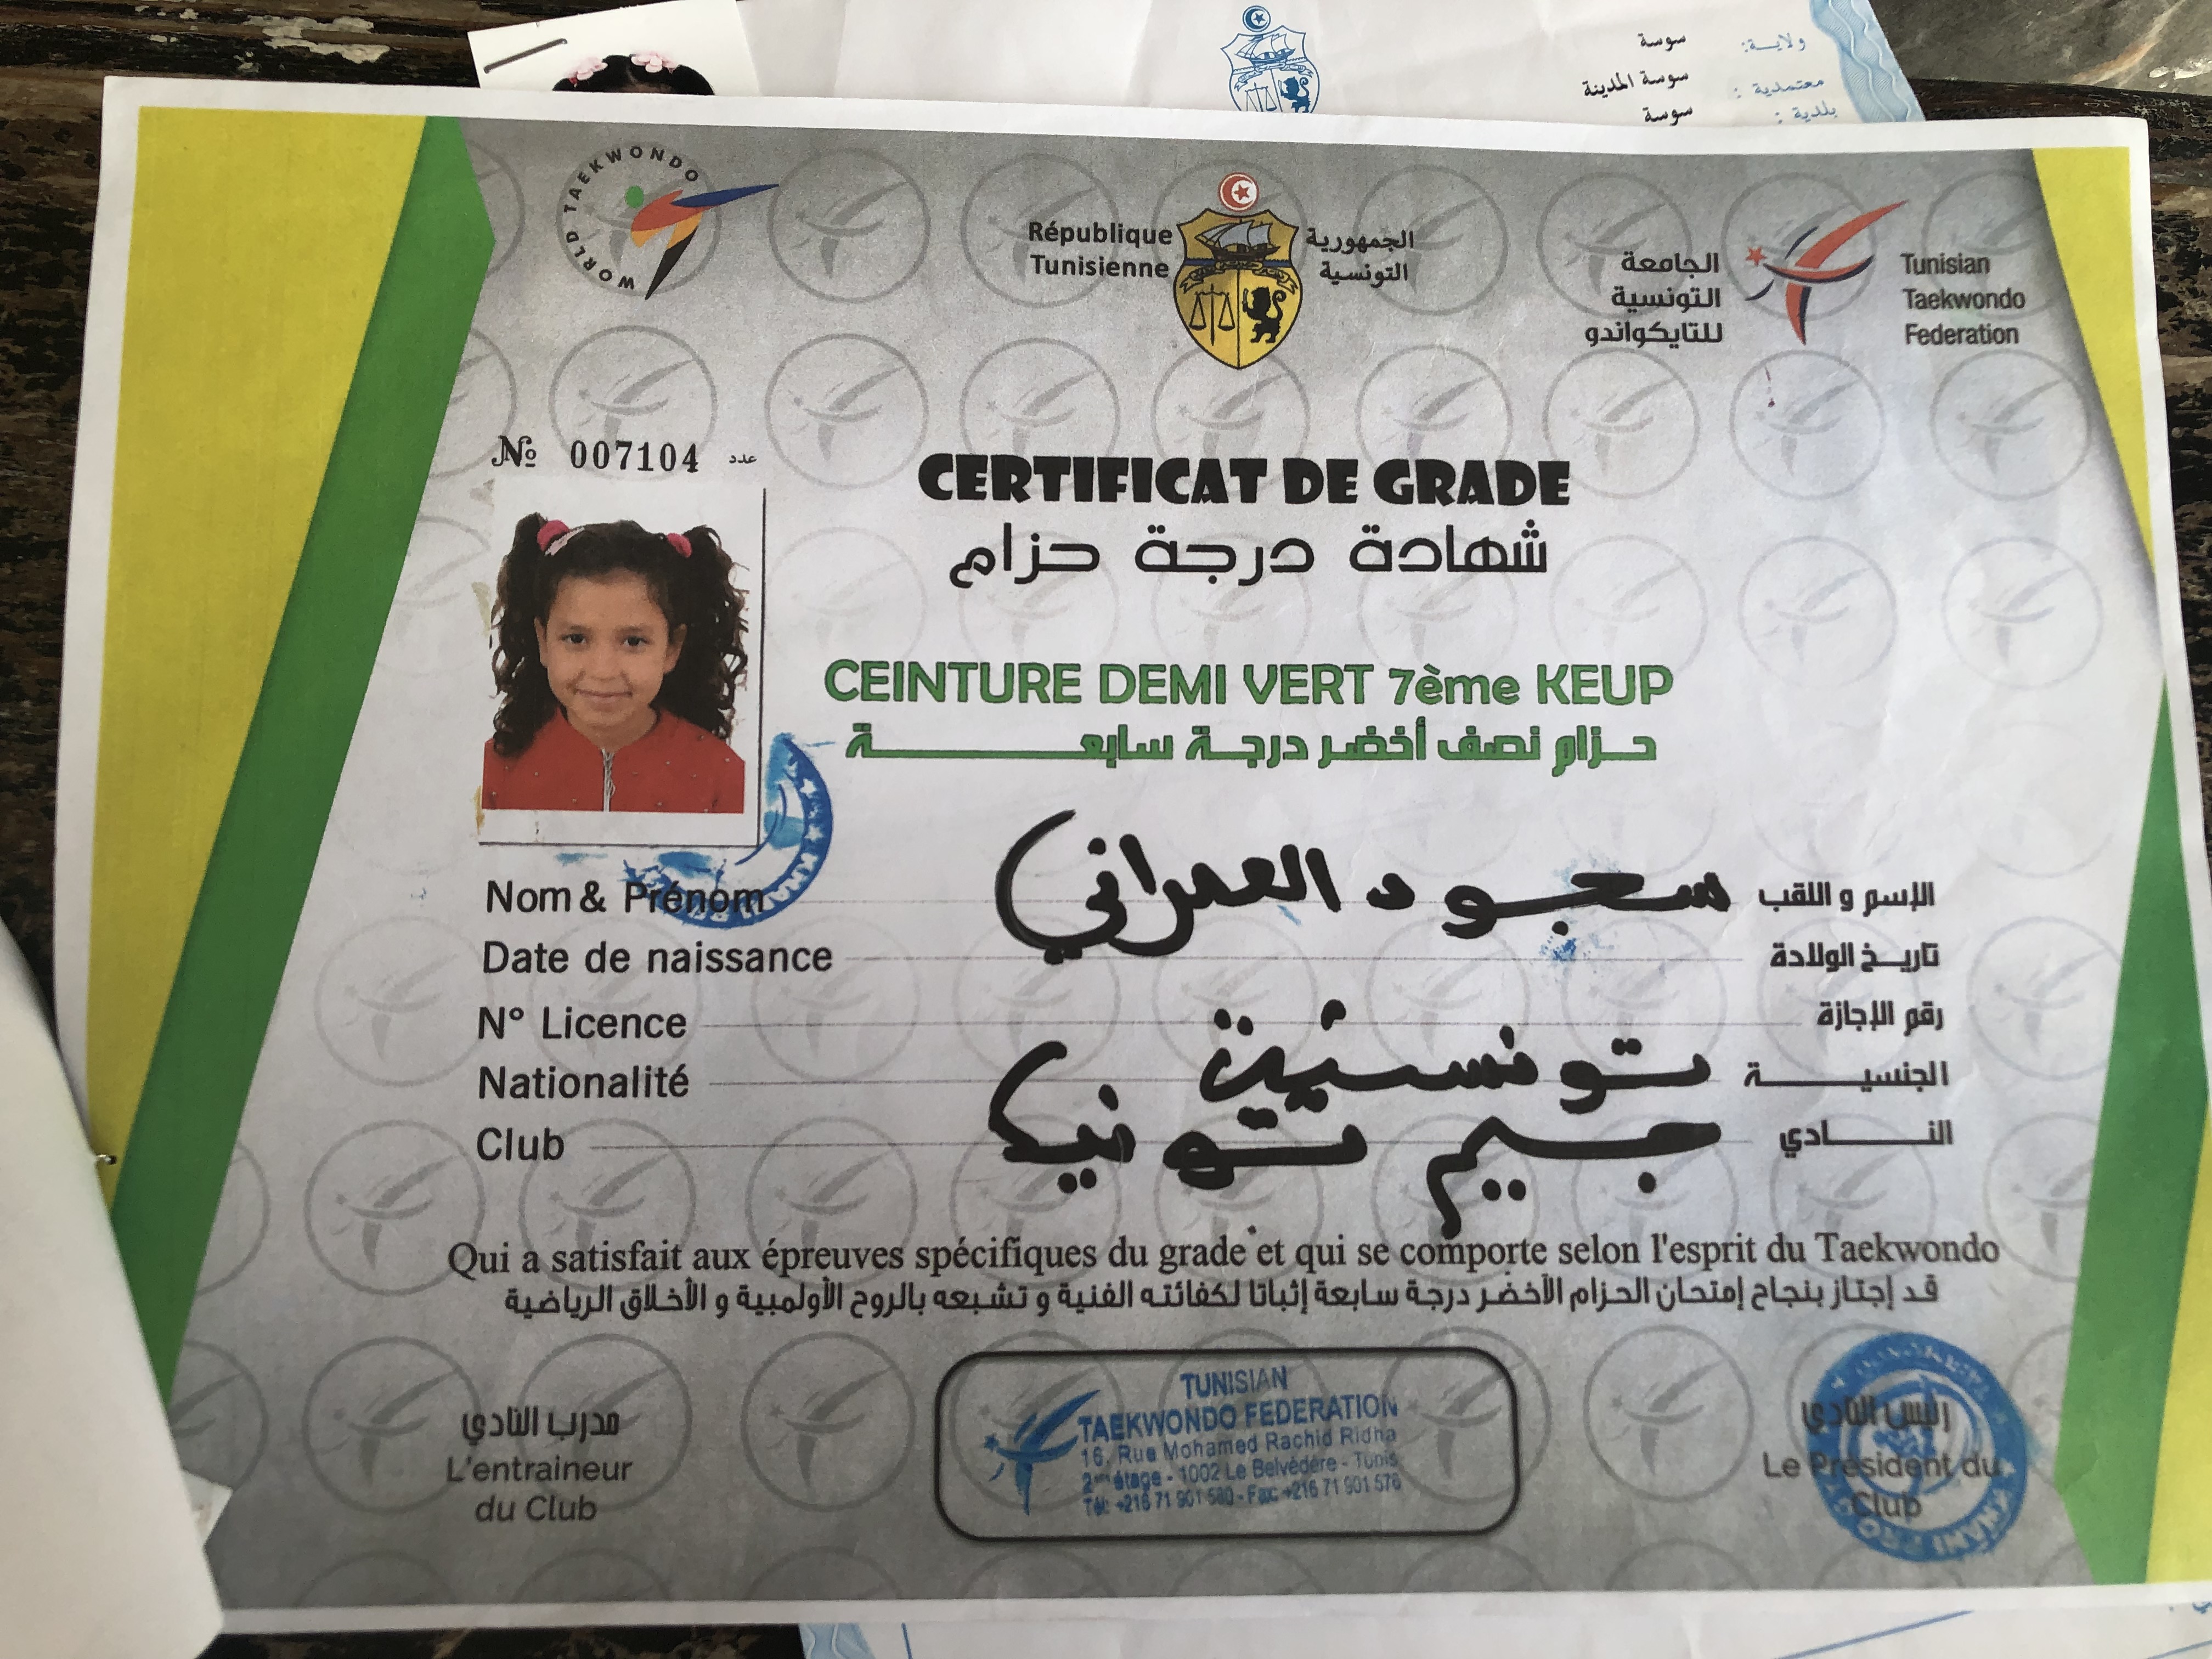 ولاية: سوسة
معتمدية: سوسة المدينة
بلدية: سوسة
WORLD TAEKWONDO
République Tunisienne
الجمهورية التونسية
الجامعة التونسية للتايكواندو
Tunisian Taekwondo Federation
№ 007104 عدد
CERTIFICAT DE GRADE
شهادة درجة حزام
CEINTURE DEMI VERT 7ème KEUP
حزام نصف أخضر درجة سابعة
Nom & Prénom سجود العمراني الإسم و اللقب
Date de naissance تاريخ الولادة
N° Licence رقم الإجازة
Nationalité تونسية الجنسية
Club جيم النادي
Qui a satisfait aux épreuves spécifiques du grade et qui se comporte selon l'esprit du Taekwondo
قد إجتاز بنجاح إمتحان الحزام الأخضر درجة سابعة إثباتا لكفائته الفنية و تشبعه بالروح الأولمبية و الأخلاق الرياضية
مدرب النادي
L'entraineur
du Club
TUNISIAN
TAEKWONDO FEDERATION
16, Rue Mohamed Rachid Ridha
2ème étage - 1002 Le Belvédère - Tunis
Tél: +216 71 901 580 - Fax: +216 71 901 576
رئيس النادي
Le Président du
Club